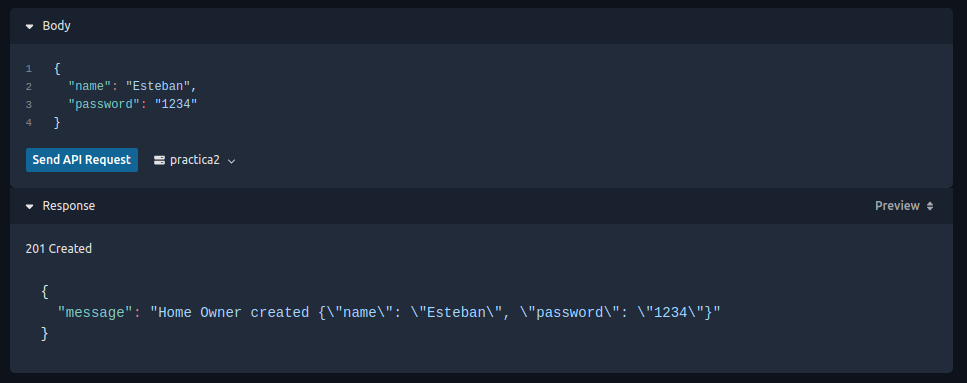 Body
1 {
2 "name": "Esteban",
3 "password": "1234"
4 }
Send API Request practica2
Response Preview
201 Created
{
"message": "Home Owner created {\"name\": \"Esteban\", \"password\": \"1234\"}"
}